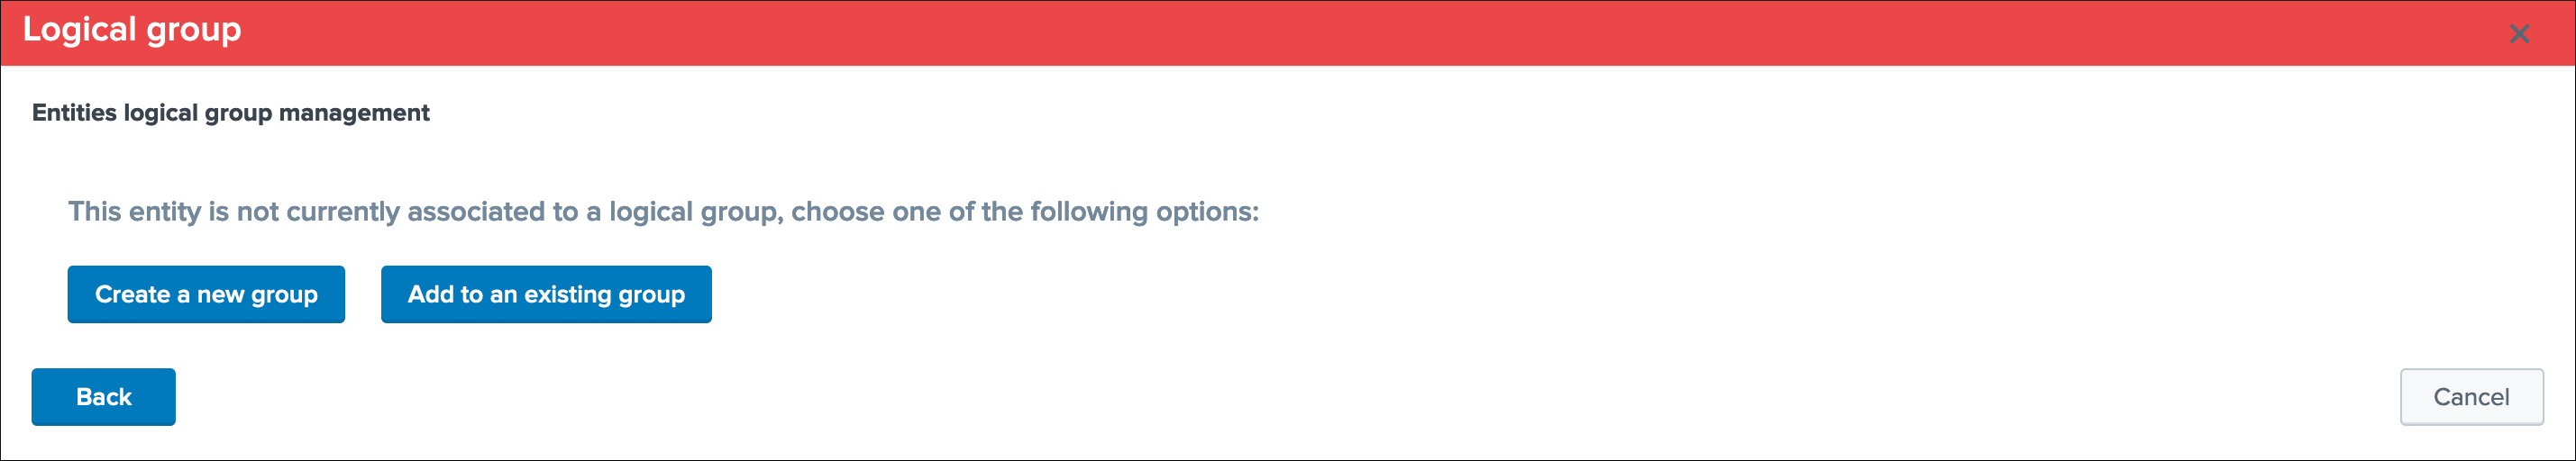 Logical group
Entities logical group management
This entity is not currently associated to a logical group, choose one of the following options:
Create a new group
Add to an existing group
Back
Cancel